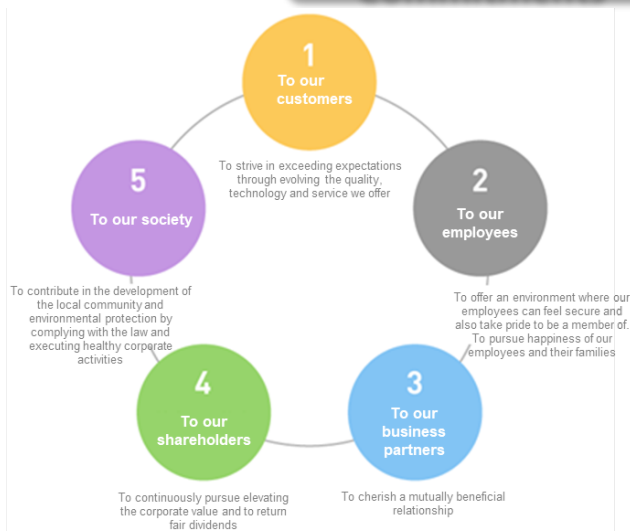 1
To our
customers
To strive in exceeding expectations
through evolving the quality,
technology and service we offer
2
To our
employees
To offer an environment where our
employees can feel secure and
also take pride to be a member of.
To pursue happiness of our
employees and their families
3
To our
business
partners
To cherish a mutually beneficial
relationship
4
To our
shareholders
To continuously pursue elevating
the corporate value and to return
fair dividends
5
To our society
To contribute in the development of
the local community and
environmental protection by
complying with the law and
executing healthy corporate
activities